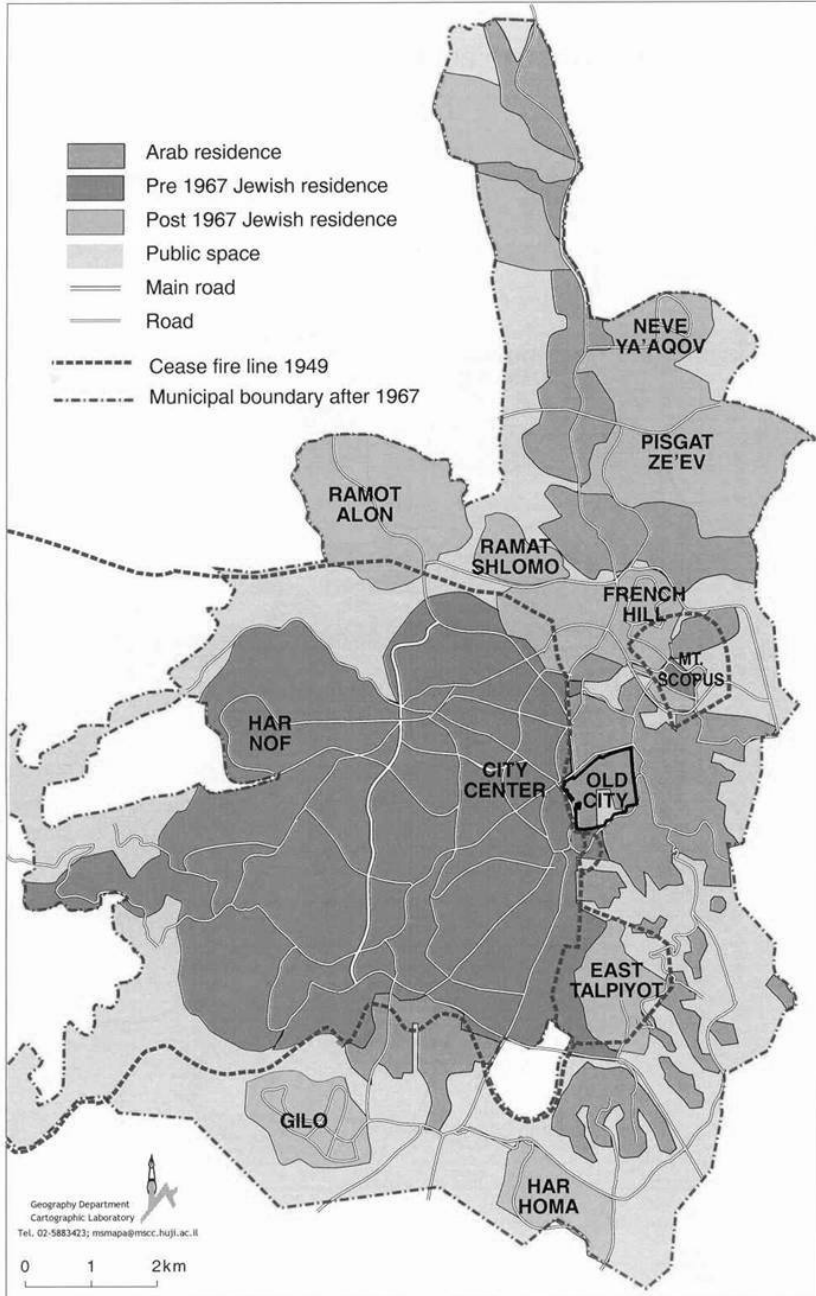 Arab residence
Pre 1967 Jewish residence
Post 1967 Jewish residence
Public space
Main road
Road
Cease fire line 1949
Municipal boundary after 1967
NEVE
YA'AQOV
PISGAT
ZE'EV
RAMOT
ALON
RAMAT
SHLOMO
FRENCH
HILL
MT.
SCOPUS
HAR
NOF
CITY
CENTER
OLD
CITY
EAST
TALPIYOT
GILO
HAR
HOMA
Geography Department
Cartographic Laboratory
Tel. 02-5883423; msmapa@mscc.huji.ac.il
0 1 2km